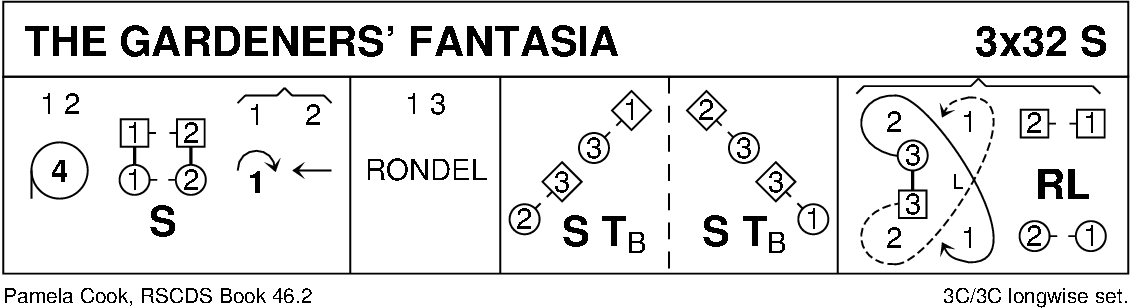 THE GARDENERS' FANTASIA 3x32 S
1 2
4
1 2
1 2
S
1 2
1
1 3
RONDEL
1
3
3
2
S TB
2
3
3
1
S TB
2 1
3
3
L
2 1
2 1
RL
2 1
Pamela Cook, RSCDS Book 46.2 3C/3C longwise set.